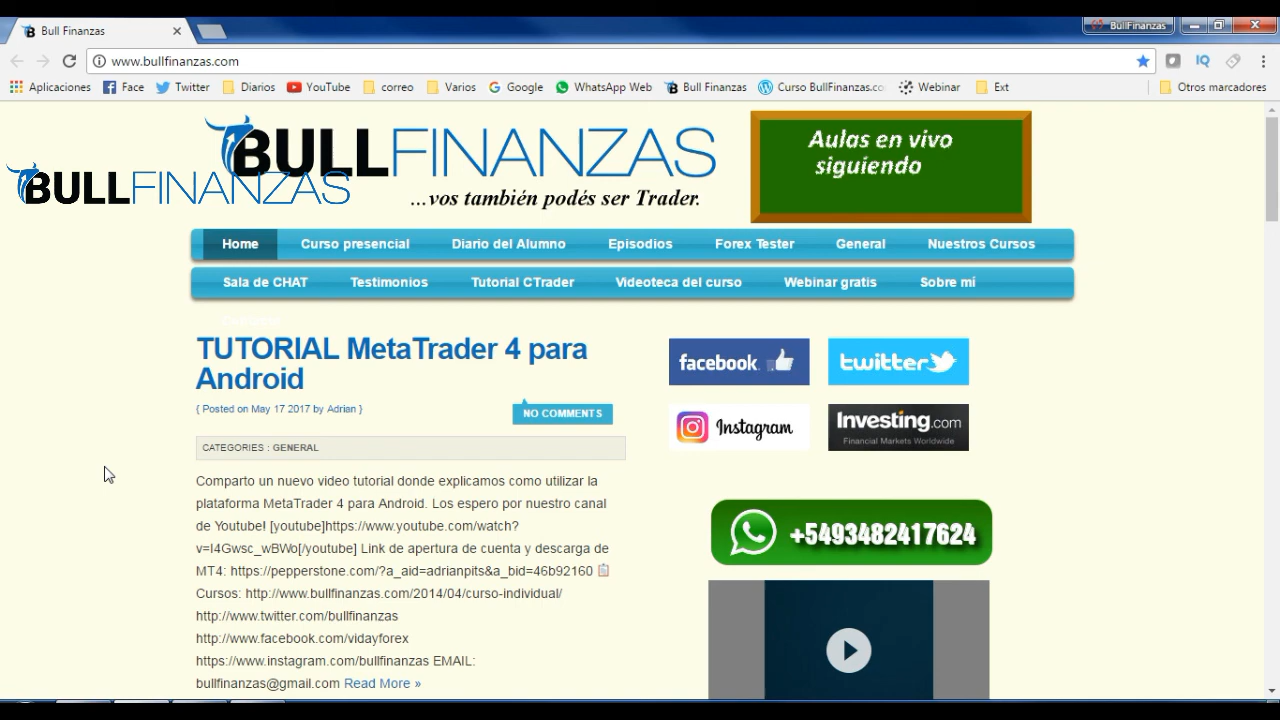 Bull Finanzas
BullFinanzas
www.bullfinanzas.com
IQ
Aplicaciones Face Twitter Diarios YouTube correo Varios Google WhatsApp Web Bull Finanzas Curso BullFinanzas.co Webinar Ext Otros marcadores
BULLFINANZAS
...vos también podés ser Trader.
BULLFINANZAS
Aulas en vivo
siguiendo
Home Curso presencial Diario del Alumno Episodios Forex Tester General Nuestros Cursos
Sala de CHAT Testimonios Tutorial CTrader Videoteca del curso Webinar gratis Sobre mí
TUTORIAL MetaTrader 4 para
Android
{ Posted on May 17 2017 by Adrian }
NO COMMENTS
CATEGORIES : GENERAL
Comparto un nuevo video tutorial donde explicamos como utilizar la
plataforma MetaTrader 4 para Android. Los espero por nuestro canal
de Youtube! [youtube]https://www.youtube.com/watch?
v=I4Gwsc_wBWo[/youtube] Link de apertura de cuenta y descarga de
MT4: https://pepperstone.com/?a_aid=adrianpits&a_bid=46b92160
Cursos: http://www.bullfinanzas.com/2014/04/curso-individual/
http://www.twitter.com/bullfinanzas
http://www.facebook.com/vidayforex
https://www.instagram.com/bullfinanzas EMAIL:
bullfinanzas@gmail.com Read More »
facebook.
twitter
Instagram
Investing.com
Financial Markets Worldwide
+5493482417624